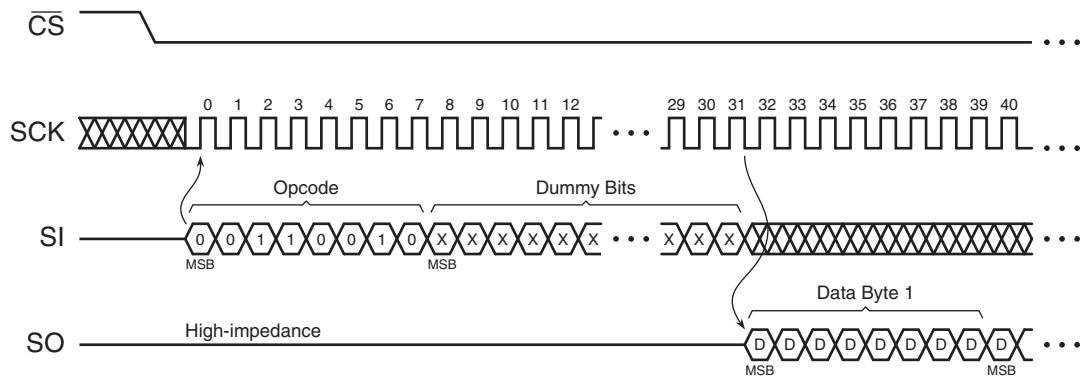 CS
0 1 2 3 4 5 6 7 8 9 10 11 12 29 30 31 32 33 34 35 36 37 38 39 40
SCK
Opcode Dummy Bits
SI 0 0 1 1 0 0 1 0 X X X X X X X X X
MSB MSB
Data Byte 1
High-impedance
SO D D D D D D D D D
MSB MSB